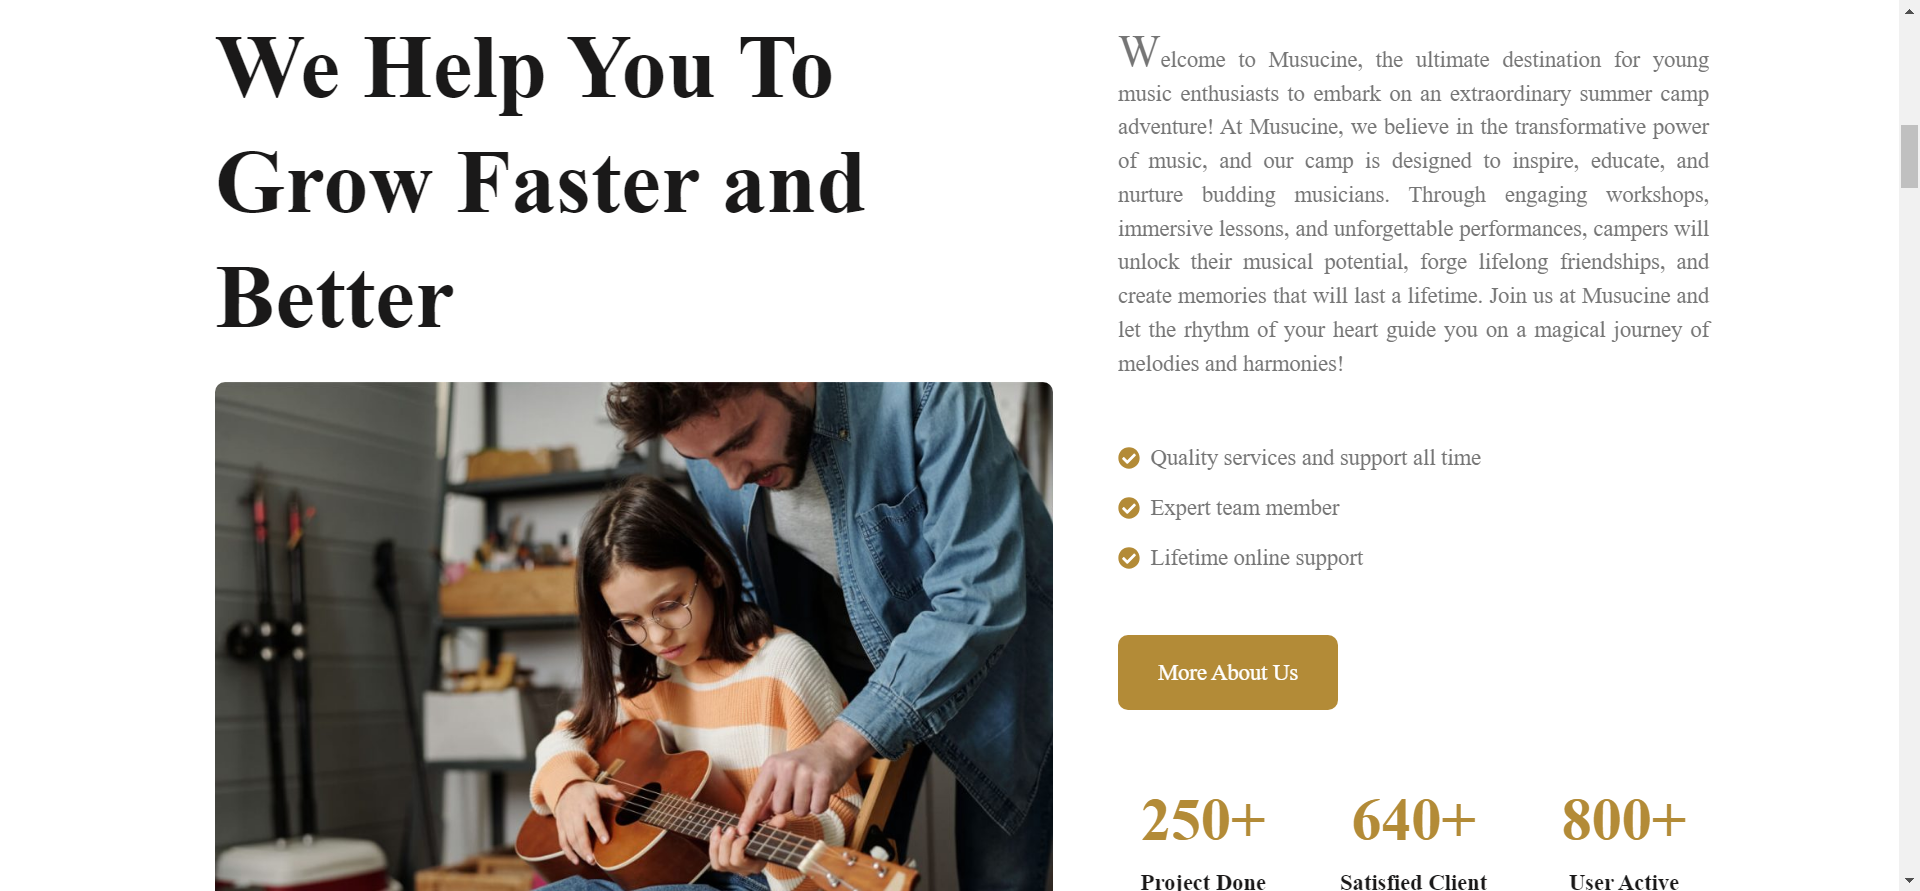 We Help You To
Grow Faster and
Better
Welcome to Musucine, the ultimate destination for young
music enthusiasts to embark on an extraordinary summer camp
adventure! At Musucine, we believe in the transformative power
of music, and our camp is designed to inspire, educate, and
nurture budding musicians. Through engaging workshops,
immersive lessons, and unforgettable performances, campers will
unlock their musical potential, forge lifelong friendships, and
create memories that will last a lifetime. Join us at Musucine and
let the rhythm of your heart guide you on a magical journey of
melodies and harmonies!
Quality services and support all time
Expert team member
Lifetime online support
More About Us
250+ 640+ 800+
Project Done Satisfied Client User Active